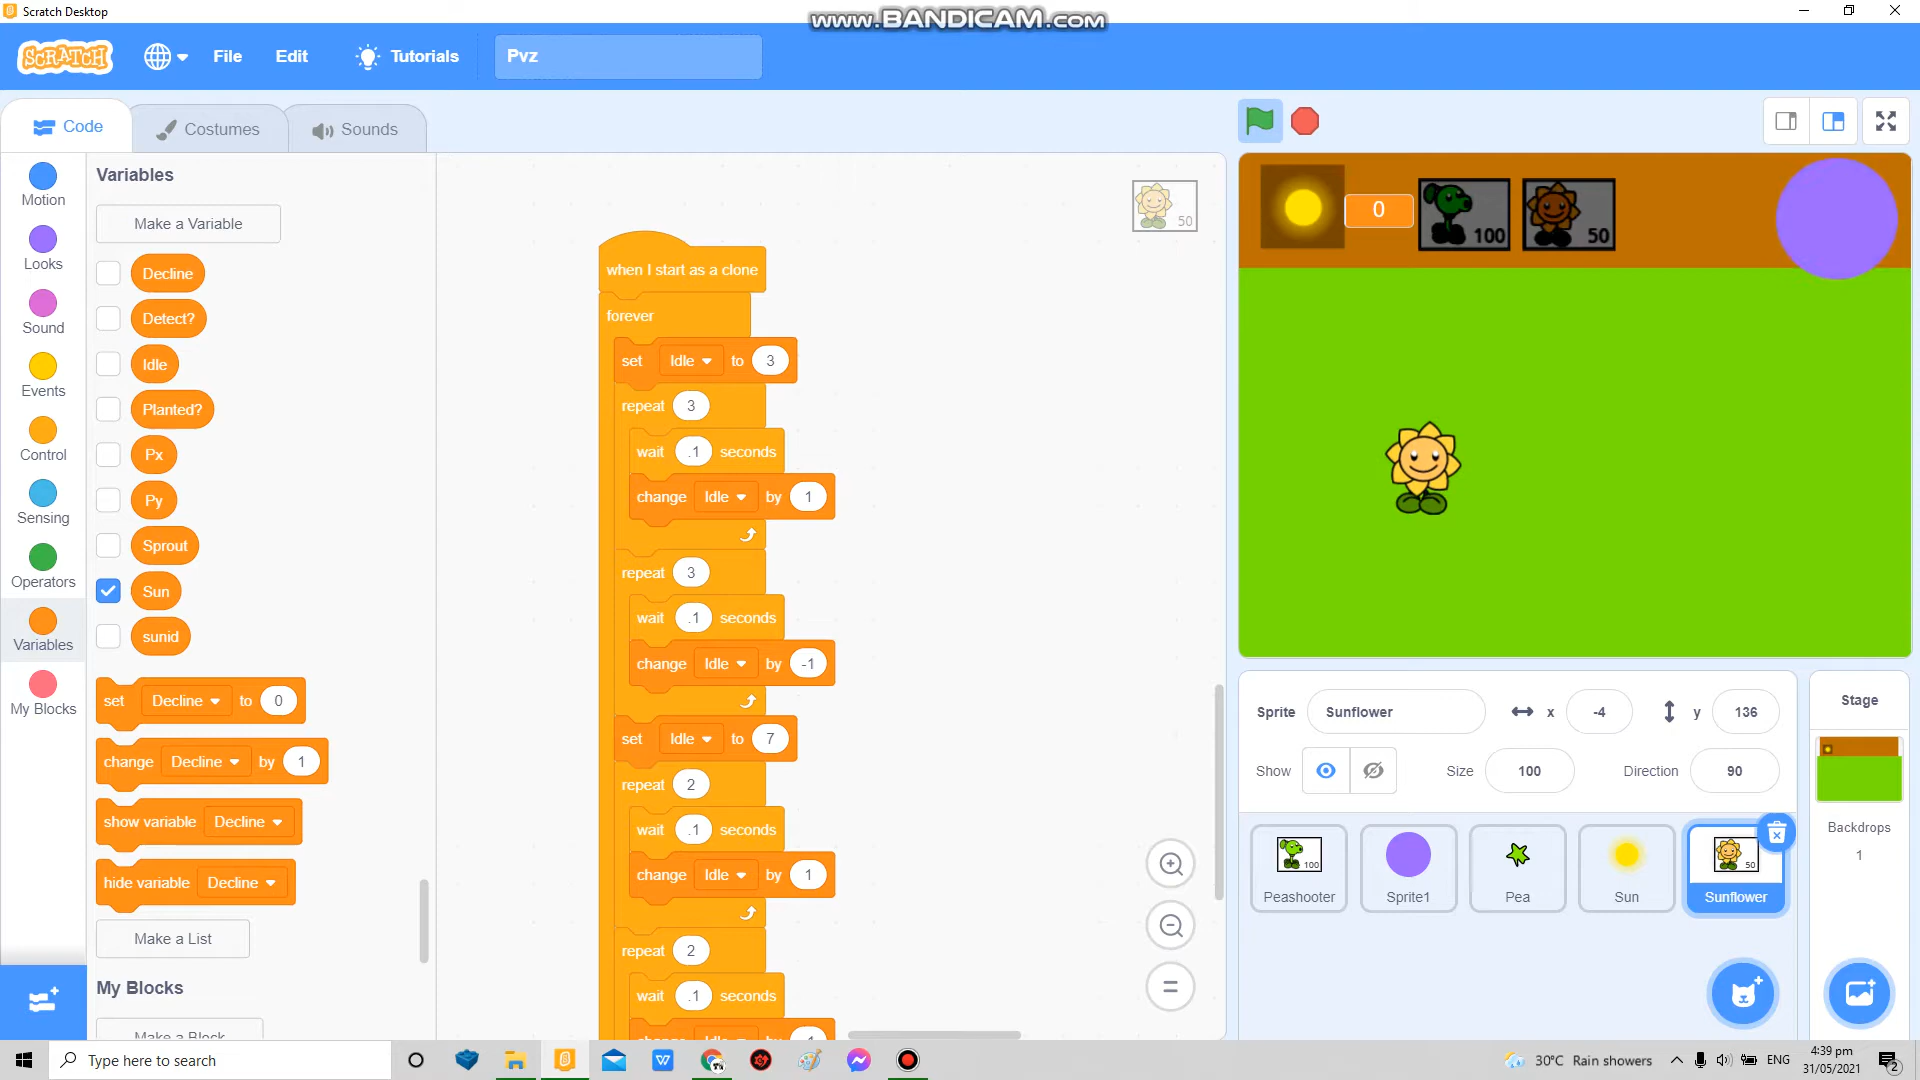 Scratch Desktop
www.BANDICAM.com
SCRATCH
File
Edit
Tutorials
Pvz
Code
Costumes
Sounds
Motion
Looks
Sound
Events
Control
Sensing
Operators
Variables
My Blocks
Variables
Make a Variable
Decline
Detect?
Idle
Planted?
Px
Py
Sprout
Sun
sunid
set Decline to 0
change Decline by 1
show variable Decline
hide variable Decline
Make a List
My Blocks
Make a Block
50
when I start as a clone
forever
set Idle to 3
repeat 3
wait .1 seconds
change Idle by 1
repeat 3
wait .1 seconds
change Idle by -1
set Idle to 7
repeat 2
wait .1 seconds
change Idle by 1
repeat 2
wait .1 seconds
0
100
50
Sprite Sunflower x -4 y 136
Show Size 100 Direction 90
100
Peashooter
Sprite1
Pea
Sun
50
Sunflower
Stage
Backdrops
1
Type here to search
30°C Rain showers
ENG
4:39 pm
31/05/2021
2